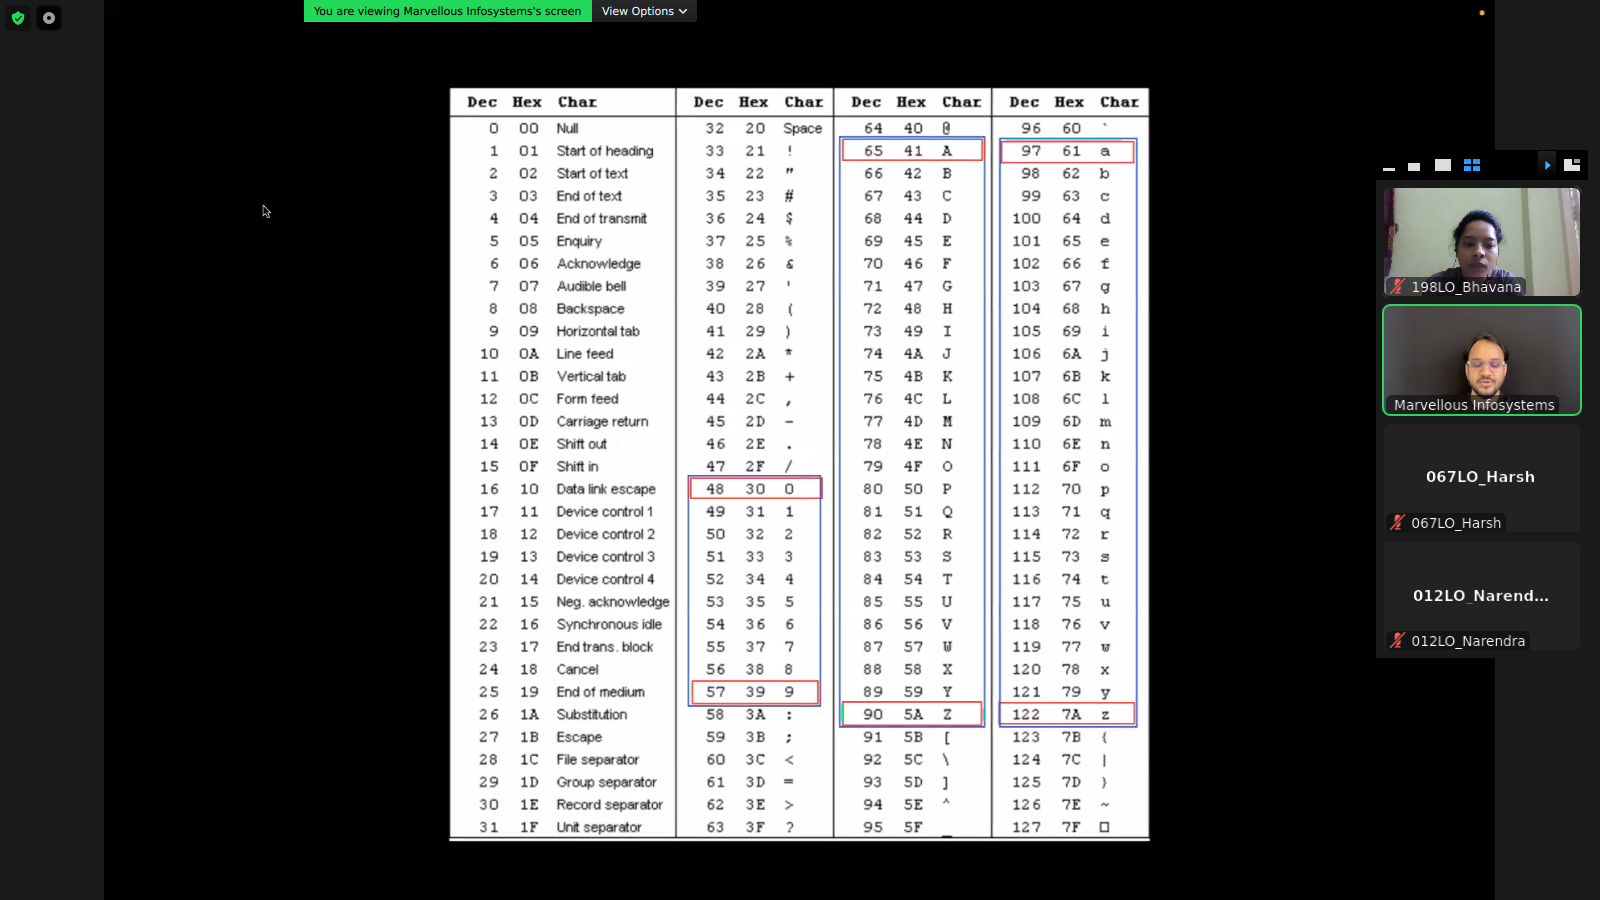 You are viewing Marvellous Infosystems's screen View Options
Dec Hex Char Dec Hex Char Dec Hex Char Dec Hex Char
0 00 Null 32 20 Space 64 40 @ 96 60 `
1 01 Start of heading 33 21 ! 65 41 A 97 61 a
2 02 Start of text 34 22 " 66 42 B 98 62 b
3 03 End of text 35 23 # 67 43 C 99 63 c
4 04 End of transmit 36 24 $ 68 44 D 100 64 d
5 05 Enquiry 37 25 % 69 45 E 101 65 e
6 06 Acknowledge 38 26 & 70 46 F 102 66 f
7 07 Audible bell 39 27 ' 71 47 G 103 67 g
8 08 Backspace 40 28 ( 72 48 H 104 68 h
9 09 Horizontal tab 41 29 ) 73 49 I 105 69 i
10 0A Line feed 42 2A * 74 4A J 106 6A j
11 0B Vertical tab 43 2B + 75 4B K 107 6B k
12 0C Form feed 44 2C , 76 4C L 108 6C l
13 0D Carriage return 45 2D - 77 4D M 109 6D m
14 0E Shift out 46 2E . 78 4E N 110 6E n
15 0F Shift in 47 2F / 79 4F O 111 6F o
16 10 Data link escape 48 30 0 80 50 P 112 70 p
17 11 Device control 1 49 31 1 81 51 Q 113 71 q
18 12 Device control 2 50 32 2 82 52 R 114 72 r
19 13 Device control 3 51 33 3 83 53 S 115 73 s
20 14 Device control 4 52 34 4 84 54 T 116 74 t
21 15 Neg. acknowledge 53 35 5 85 55 U 117 75 u
22 16 Synchronous idle 54 36 6 86 56 V 118 76 v
23 17 End trans. block 55 37 7 87 57 W 119 77 w
24 18 Cancel 56 38 8 88 58 X 120 78 x
25 19 End of medium 57 39 9 89 59 Y 121 79 y
26 1A Substitution 58 3A : 90 5A Z 122 7A z
27 1B Escape 59 3B ; 91 5B [ 123 7B {
28 1C File separator 60 3C < 92 5C \ 124 7C |
29 1D Group separator 61 3D = 93 5D ] 125 7D }
30 1E Record separator 62 3E > 94 5E ^ 126 7E ~
31 1F Unit separator 63 3F ? 95 5F _ 127 7F □
198LO_Bhavana
Marvellous Infosystems
067LO_Harsh
067LO_Harsh
012LO_Narend...
012LO_Narendra